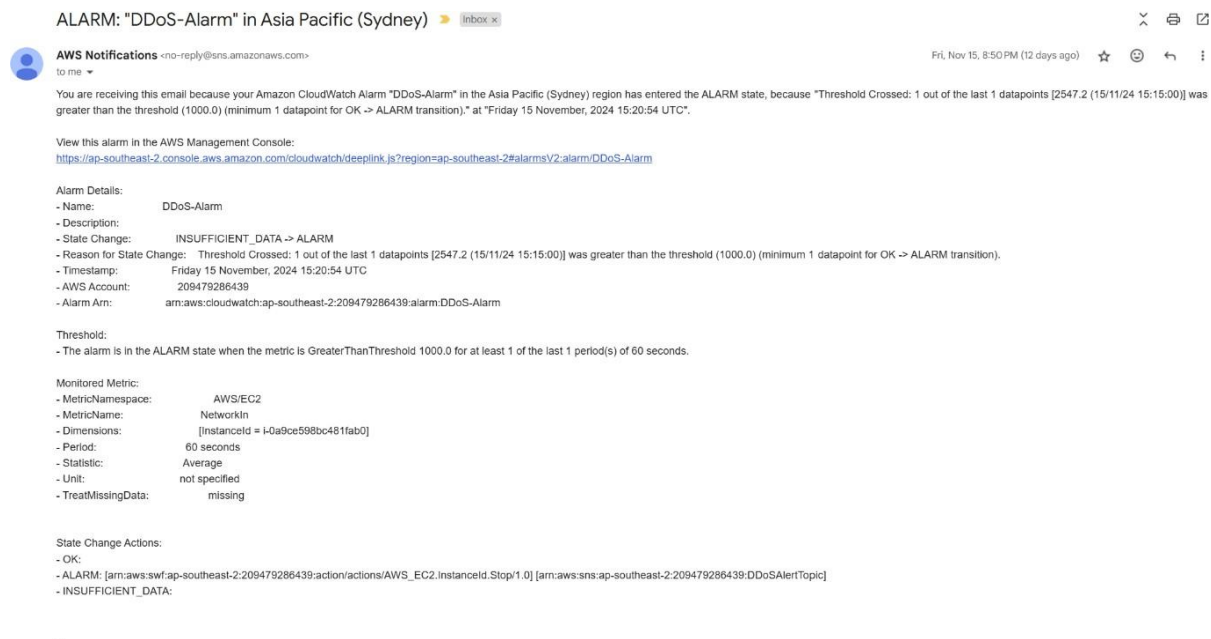 ALARM: "DDoS-Alarm" in Asia Pacific (Sydney) Inbox ×
AWS Notifications <no-reply@sns.amazonaws.com> Fri, Nov 15, 8:50 PM (12 days ago)
to me
You are receiving this email because your Amazon CloudWatch Alarm "DDoS-Alarm" in the Asia Pacific (Sydney) region has entered the ALARM state, because "Threshold Crossed: 1 out of the last 1 datapoints [2547.2 (15/11/24 15:15:00)] was
greater than the threshold (1000.0) (minimum 1 datapoint for OK -> ALARM transition)." at "Friday 15 November, 2024 15:20:54 UTC".
View this alarm in the AWS Management Console:
https://ap-southeast-2.console.aws.amazon.com/cloudwatch/deeplink.js?region=ap-southeast-2#alarmsV2:alarm/DDoS-Alarm
Alarm Details:
- Name: DDoS-Alarm
- Description:
- State Change: INSUFFICIENT_DATA -> ALARM
- Reason for State Change: Threshold Crossed: 1 out of the last 1 datapoints [2547.2 (15/11/24 15:15:00)] was greater than the threshold (1000.0) (minimum 1 datapoint for OK -> ALARM transition).
- Timestamp: Friday 15 November, 2024 15:20:54 UTC
- AWS Account: 209479286439
- Alarm Arn: arn:aws:cloudwatch:ap-southeast-2:209479286439:alarm:DDoS-Alarm
Threshold:
- The alarm is in the ALARM state when the metric is GreaterThanThreshold 1000.0 for at least 1 of the last 1 period(s) of 60 seconds.
Monitored Metric:
- MetricNamespace: AWS/EC2
- MetricName: NetworkIn
- Dimensions: [InstanceId = i-0a9ce598bc481fab0]
- Period: 60 seconds
- Statistic: Average
- Unit: not specified
- TreatMissingData: missing
State Change Actions:
- OK:
- ALARM: [arn:aws:swf:ap-southeast-2:209479286439:action/actions/AWS_EC2.InstanceId.Stop/1.0] [arn:aws:sns:ap-southeast-2:209479286439:DDoSAlertTopic]
- INSUFFICIENT_DATA: